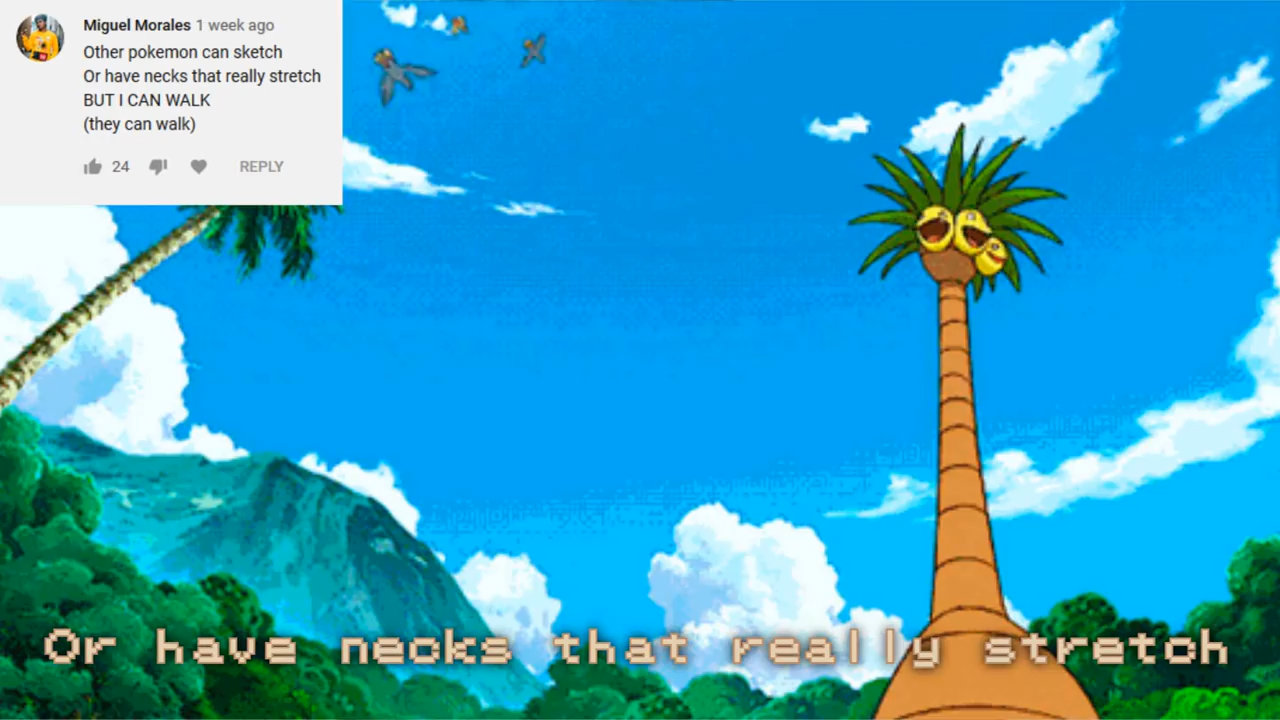 Miguel Morales 1 week ago
Other pokemon can sketch
Or have necks that really stretch
BUT I CAN WALK
(they can walk)
24 REPLY
Or have necks that really stretch